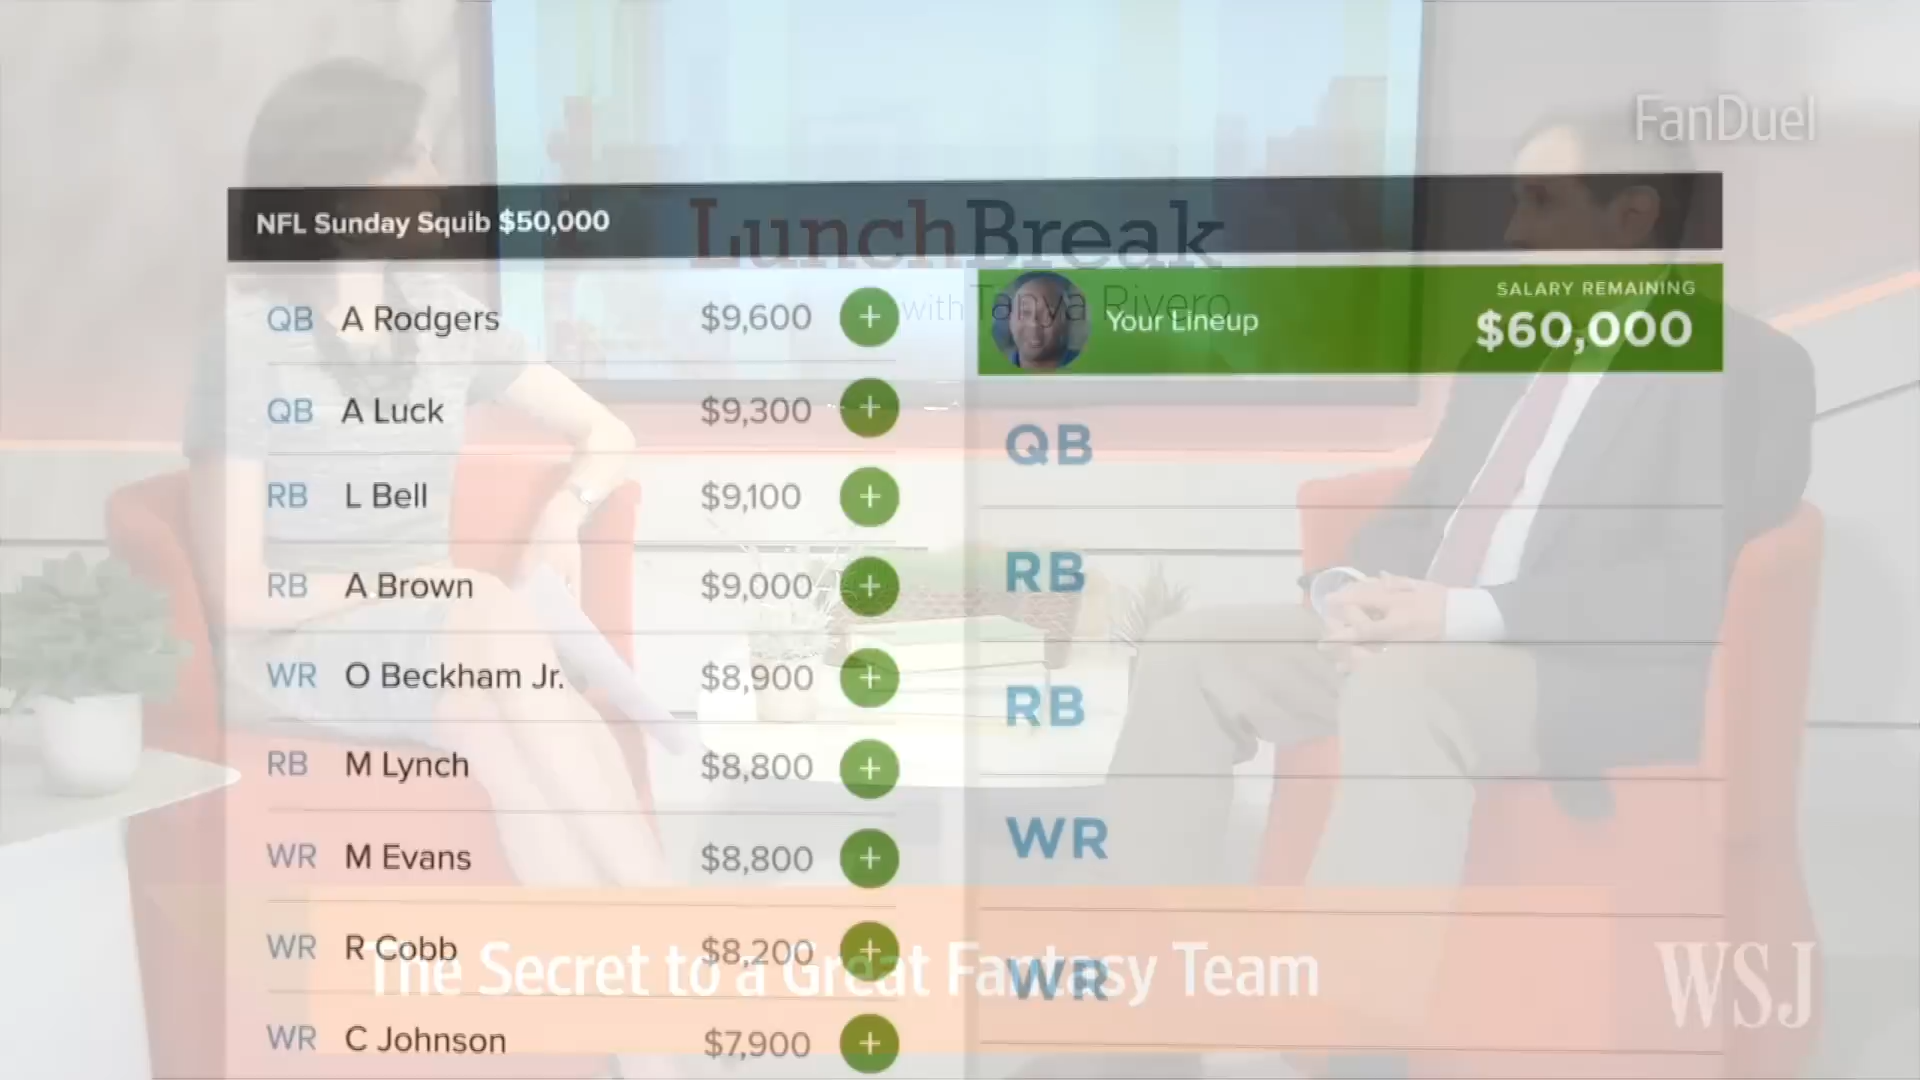 FanDuel
NFL Sunday Squib $50,000
LunchBreak
with Tanya Rivero
QB A Rodgers $9,600 +
QB A Luck $9,300 +
RB L Bell $9,100 +
RB A Brown $9,000 +
WR O Beckham Jr. $8,900 +
RB M Lynch $8,800 +
WR M Evans $8,800 +
WR R Cobb $8,200 +
WR C Johnson $7,900 +
Your Lineup
SALARY REMAINING
$60,000
QB
RB
RB
WR
WR
The Secret to a Great Fantasy Team
WSJ